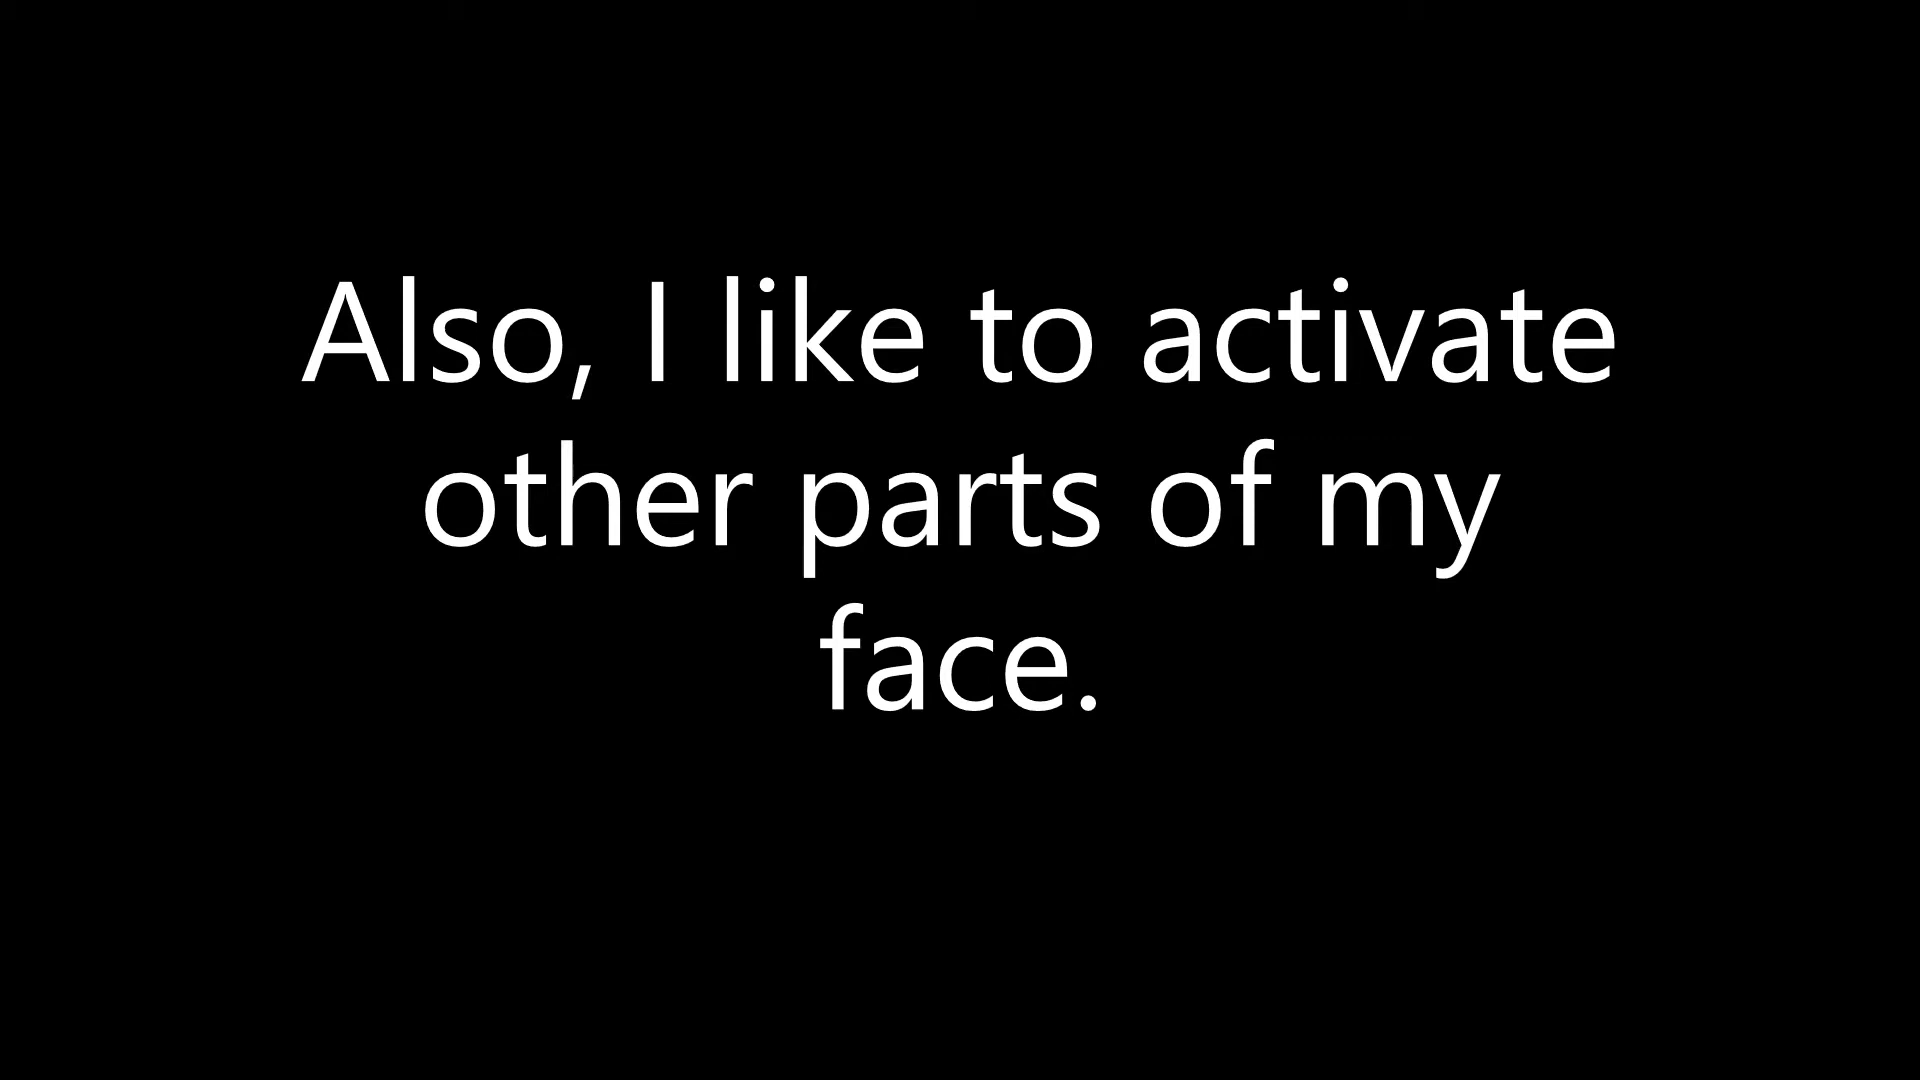 Also, I like to activate
other parts of my
face.